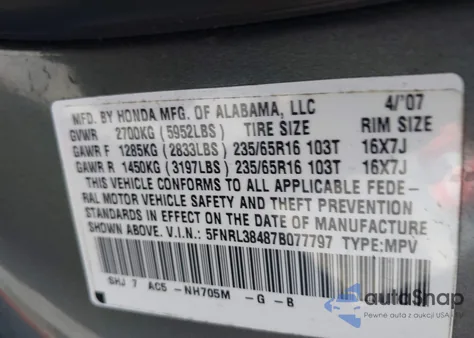 MFD. BY HONDA MFG. OF ALABAMA, LLC 4/'07
GVWR 2700KG (5952LBS) TIRE SIZE RIM SIZE
GAWR F 1285KG (2833LBS) 235/65R16 103T 16X7J
GAWR R 1450KG (3197LBS) 235/65R16 103T 16X7J
THIS VEHICLE CONFORMS TO ALL APPLICABLE FEDE-
RAL MOTOR VEHICLE SAFETY AND THEFT PREVENTION
STANDARDS IN EFFECT ON THE DATE OF MANUFACTURE
SHOWN ABOVE. V.I.N.: 5FNRL38487B077797 TYPE:MPV
SHJ 7 AC5 -NH705M -G -B
autoSnap
Pewne auta z USA